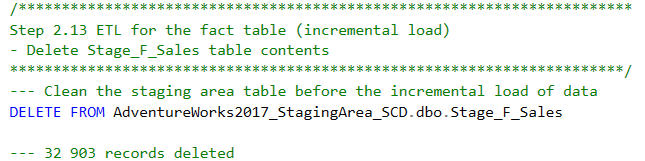 /************************************************************************
Step 2.13 ETL for the fact table (incremental load)
- Delete Stage_F_Sales table contents
************************************************************************/
--- Clean the staging area table before the incremental load of data
DELETE FROM AdventureWorks2017_StagingArea_SCD.dbo.Stage_F_Sales
--- 32 903 records deleted